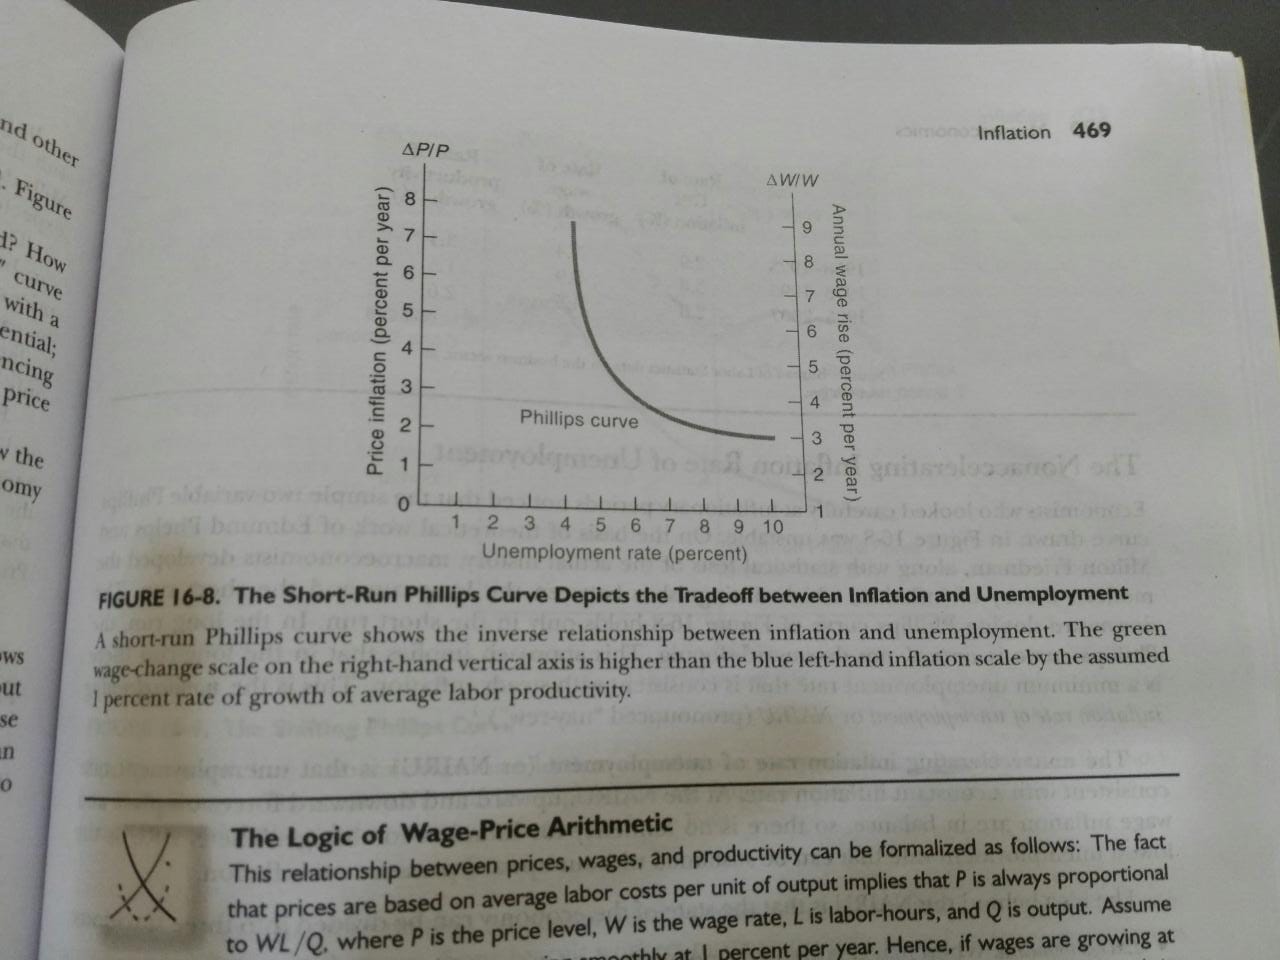 nd other
. Figure
d? How
" curve
with a
ential;
ncing
price
w the
omy
ows
out
se
an
o
Inflation 469
ΔP/P
ΔW/W
Price inflation (percent per year)
8
7
6
5
4
3
2
1
0
Phillips curve
9
8
7
6
5
4
3
2
1
Annual wage rise (percent per year)
1 2 3 4 5 6 7 8 9 10
Unemployment rate (percent)
FIGURE 16-8. The Short-Run Phillips Curve Depicts the Tradeoff between Inflation and Unemployment
A short-run Phillips curve shows the inverse relationship between inflation and unemployment. The green
wage-change scale on the right-hand vertical axis is higher than the blue left-hand inflation scale by the assumed
1 percent rate of growth of average labor productivity.
The Logic of Wage-Price Arithmetic
This relationship between prices, wages, and productivity can be formalized as follows: The fact
that prices are based on average labor costs per unit of output implies that P is always proportional
to WL/Q, where P is the price level, W is the wage rate, L is labor-hours, and Q is output. Assume
smoothly at 1 percent per year. Hence, if wages are growing at